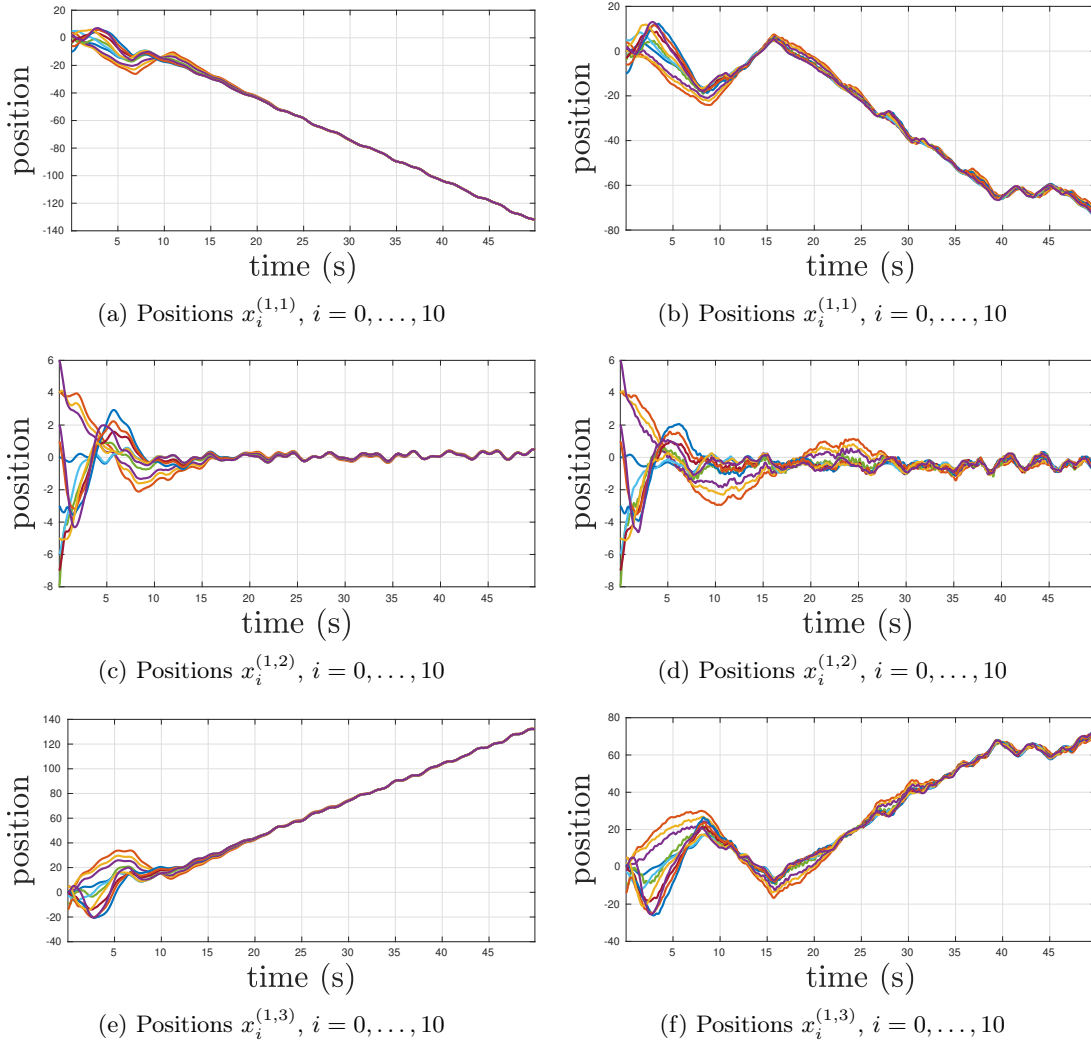 20
0
-20
-40
-60
-80
-100
-120
-140
5 10 15 20 25 30 35 40 45
position
time (s)
(a) Positions $x_i^{(1,1)}$, $i = 0, \ldots, 10$
20
0
-20
-40
-60
-80
5 10 15 20 25 30 35 40 45
position
time (s)
(b) Positions $x_i^{(1,1)}$, $i = 0, \ldots, 10$
6
4
2
0
-2
-4
-6
-8
5 10 15 20 25 30 35 40 45
position
time (s)
(c) Positions $x_i^{(1,2)}$, $i = 0, \ldots, 10$
6
4
2
0
-2
-4
-6
-8
5 10 15 20 25 30 35 40 45
position
time (s)
(d) Positions $x_i^{(1,2)}$, $i = 0, \ldots, 10$
140
120
100
80
60
40
20
0
-20
-40
5 10 15 20 25 30 35 40 45
position
time (s)
(e) Positions $x_i^{(1,3)}$, $i = 0, \ldots, 10$
80
60
40
20
0
-20
-40
5 10 15 20 25 30 35 40 45
position
time (s)
(f) Positions $x_i^{(1,3)}$, $i = 0, \ldots, 10$